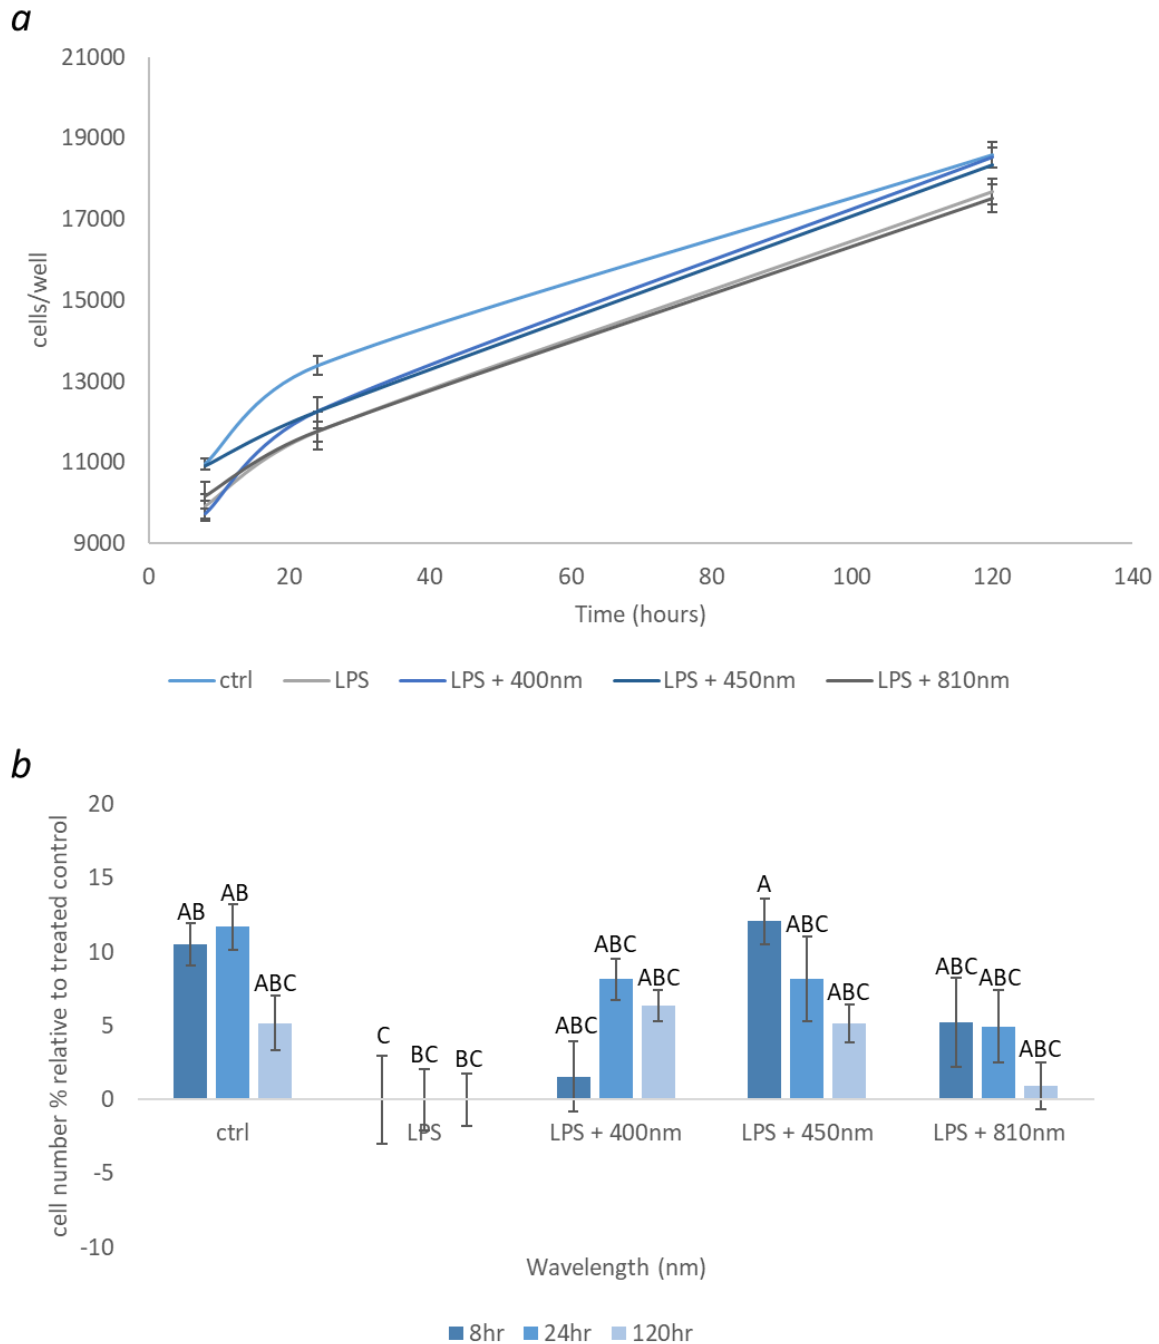 a
21000
19000
17000
15000
13000
11000
9000
cells/well
0 20 40 60 80 100 120 140
Time (hours)
ctrl LPS LPS + 400nm LPS + 450nm LPS + 810nm
b
20
15
10
5
0
-5
-10
cell number % relative to treated control
AB AB ABC
C BC BC
ABC ABC ABC
A ABC ABC
ABC ABC ABC
ctrl LPS LPS + 400nm LPS + 450nm LPS + 810nm
Wavelength (nm)
8hr 24hr 120hr